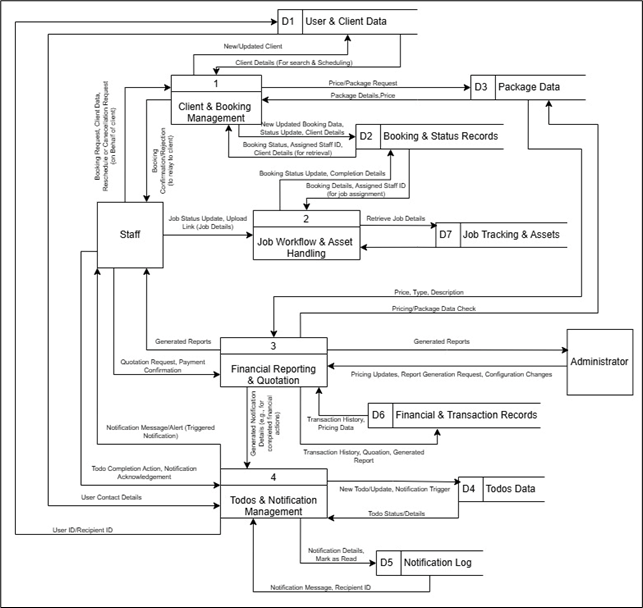 D1 User & Client Data
New/Updated Client
Client Details (For search & Scheduling)
1
Client & Booking
Management
Price/Package Request
Package Details,Price
D3 Package Data
New Updated Booking Data,
Status Update, Client Details
Booking Status, Assigned Staff ID,
Client Details (for retrieval)
D2 Booking & Status Records
Booking Request, Client Data,
Reschedule or Cancellation Request
(on Behalf of client)
Booking
Confirmation/Rejection
(to relay to client)
Booking Status Update, Completion Details
Booking Details, Assigned Staff ID
(for job assignment)
Staff
Job Status Update, Upload
Link (Job Details)
2
Job Workflow & Asset
Handling
Retrieve Job Details
D7 Job Tracking & Assets
Price, Type, Description
Pricing/Package Data Check
Generated Reports
Quotation Request, Payment
Confirmation
3
Financial Reporting
& Quotation
Generated Reports
Pricing Updates, Report Generation Request, Configuration Changes
Administrator
Generated Notification
Details (e.g., for
completed financial
actions)
Transaction History,
Pricing Data
D6 Financial & Transaction Records
Transaction History, Quoation, Generated
Report
Notification Message/Alert (Triggered
Notification)
Todo Completion Action, Notification
Acknowledgement
User Contact Details
User ID/Recipient ID
4
Todos & Notification
Management
New Todo/Update, Notification Trigger
Todo Status/Details
D4 Todos Data
Notification Details,
Mark as Read
D5 Notification Log
Notification Message, Recipient ID